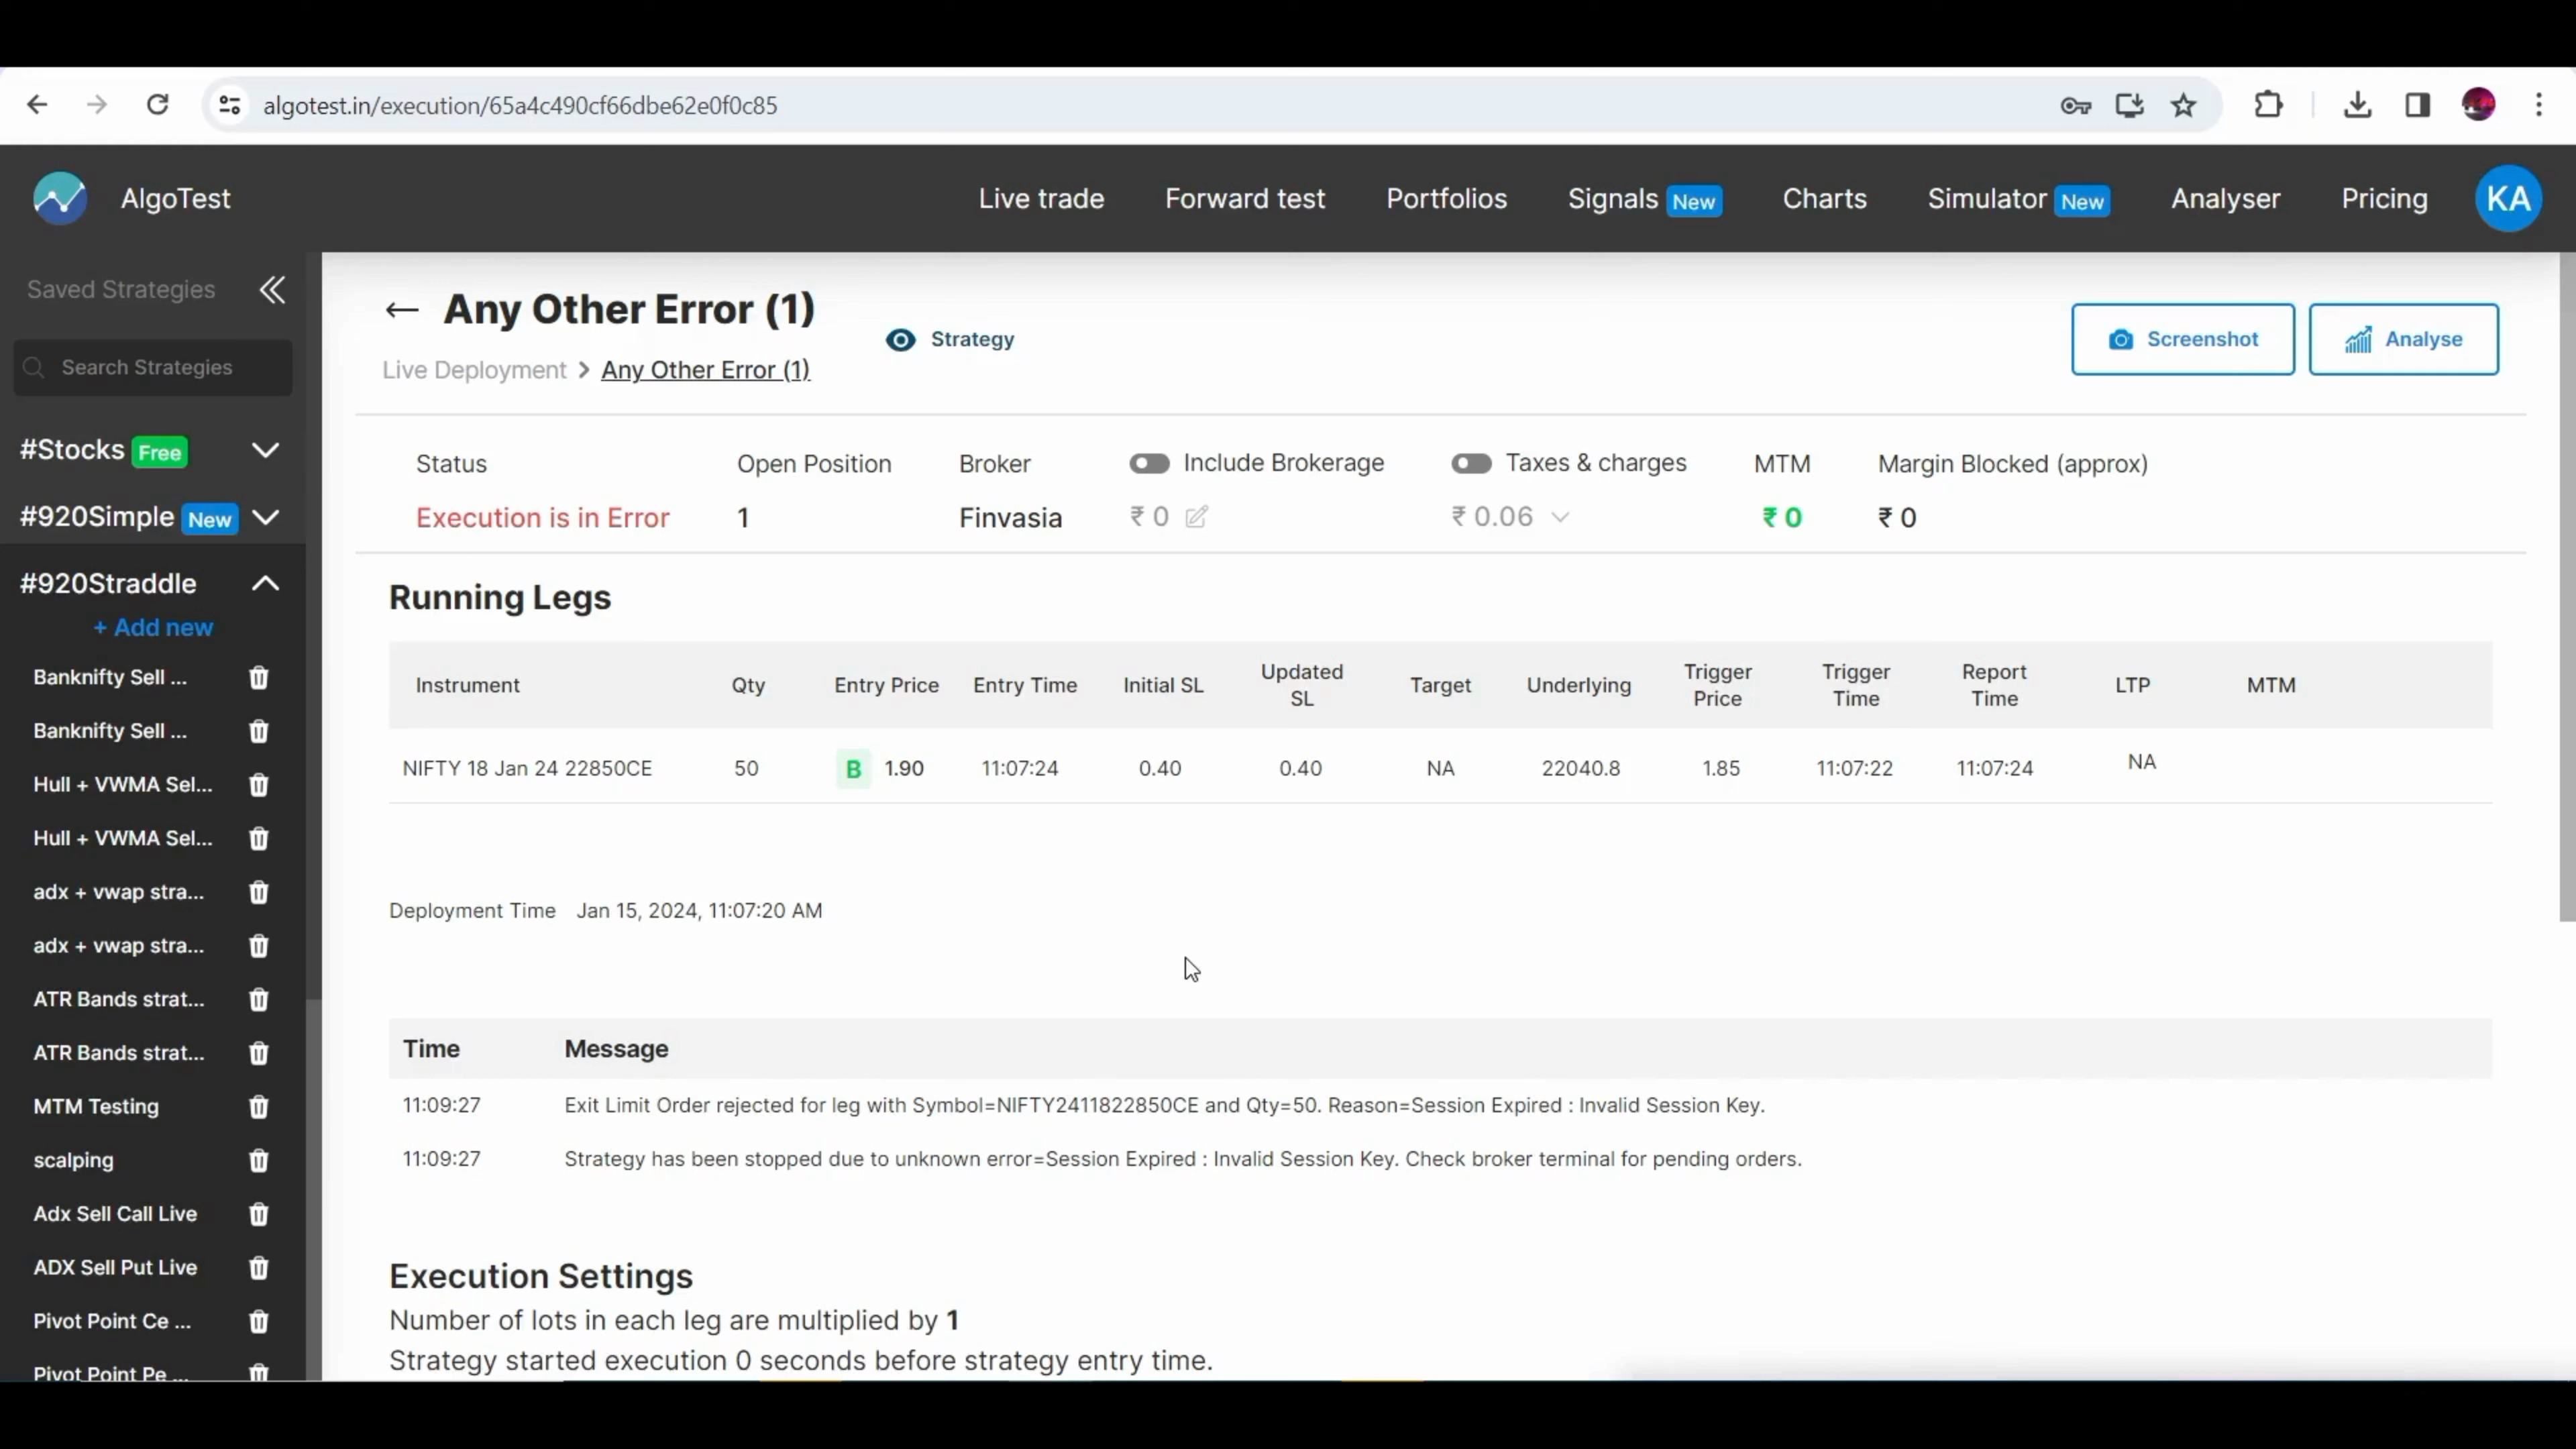 algotest.in/execution/65a4c490cf66dbe62e0f0c85
AlgoTest
Live trade
Forward test
Portfolios
Signals New
Charts
Simulator New
Analyser
Pricing
KA
Saved Strategies
Search Strategies
#Stocks Free
#920Simple New
#920Straddle
+ Add new
Banknifty Sell ...
Banknifty Sell ...
Hull + VWMA Sel...
Hull + VWMA Sel...
adx + vwap stra...
adx + vwap stra...
ATR Bands strat...
ATR Bands strat...
MTM Testing
scalping
Adx Sell Call Live
ADX Sell Put Live
Pivot Point Ce ...
Pivot Point Pe ...
Any Other Error (1)
Strategy
Screenshot
Analyse
Live Deployment > Any Other Error (1)
Status Open Position Broker Include Brokerage Taxes & charges MTM Margin Blocked (approx)
Execution is in Error 1 Finvasia ₹ 0 ₹ 0.06 ₹ 0 ₹ 0
Running Legs
Instrument Qty Entry Price Entry Time Initial SL Updated SL Target Underlying Trigger Price Trigger Time Report Time LTP MTM
NIFTY 18 Jan 24 22850CE 50 B 1.90 11:07:24 0.40 0.40 NA 22040.8 1.85 11:07:22 11:07:24 NA
Deployment Time Jan 15, 2024, 11:07:20 AM
Time Message
11:09:27 Exit Limit Order rejected for leg with Symbol=NIFTY2411822850CE and Qty=50. Reason=Session Expired : Invalid Session Key.
11:09:27 Strategy has been stopped due to unknown error=Session Expired : Invalid Session Key. Check broker terminal for pending orders.
Execution Settings
Number of lots in each leg are multiplied by 1
Strategy started execution 0 seconds before strategy entry time.